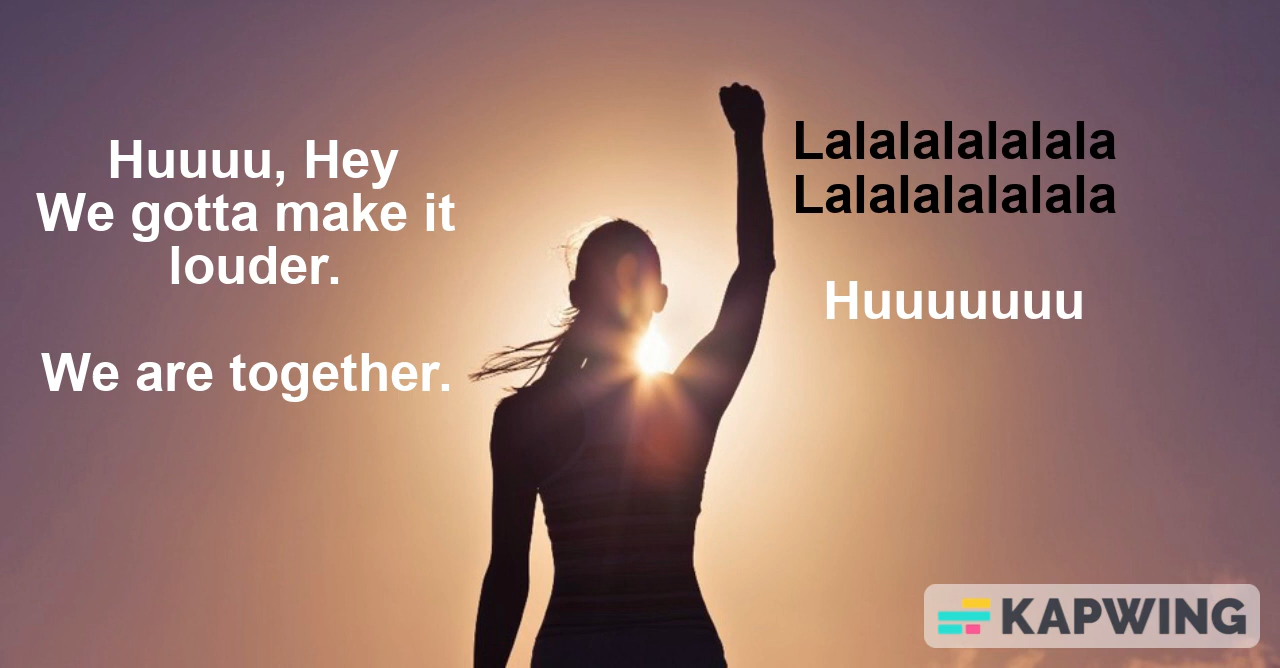 Huuuu, Hey
We gotta make it
louder.
We are together.
Lalalalalalala
Lalalalalalala
Huuuuuuu
KAPWING